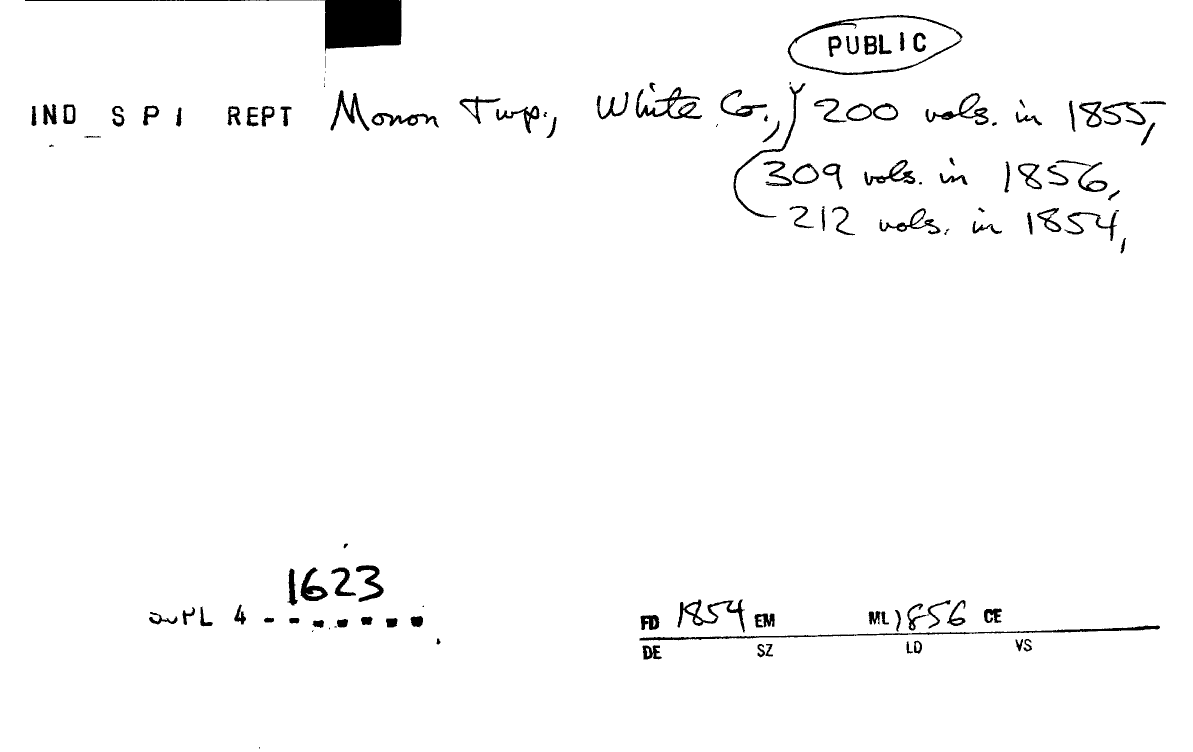 PUBLIC
IND S P I REPT Monon Twp., White Co., 200 vols. in 1855,
309 vols. in 1856,
212 vols. in 1854,
1623
PL 4 - - - - - - -
FD 1854 EM ML 1856 CE
DE SZ LD VS